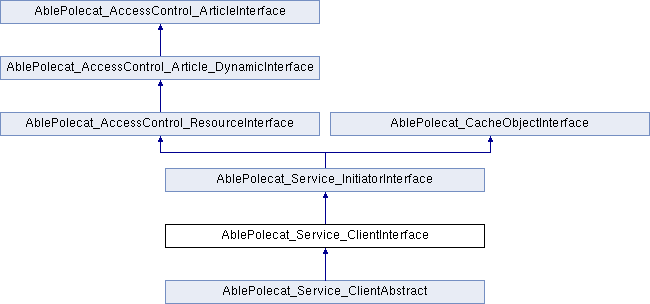 AblePolecat_AccessControl_ArticleInterface
AblePolecat_AccessControl_Article_DynamicInterface
AblePolecat_AccessControl_ResourceInterface
AblePolecat_CacheObjectInterface
AblePolecat_Service_InitiatorInterface
AblePolecat_Service_ClientInterface
AblePolecat_Service_ClientAbstract